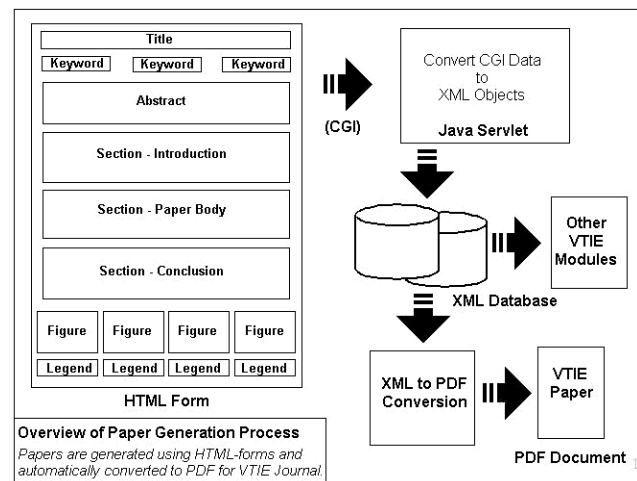 Title
Keyword Keyword Keyword
Abstract
Section - Introduction
Section - Paper Body
Section - Conclusion
Figure Figure Figure Figure
Legend Legend Legend Legend
HTML Form
(CGI)
Convert CGI Data
to
XML Objects
Java Servlet
XML Database
Other
VTIE
Modules
XML to PDF
Conversion
VTIE
Paper
PDF Document
Overview of Paper Generation Process
Papers are generated using HTML-forms and
automatically converted to PDF for VTIE Journal.
1